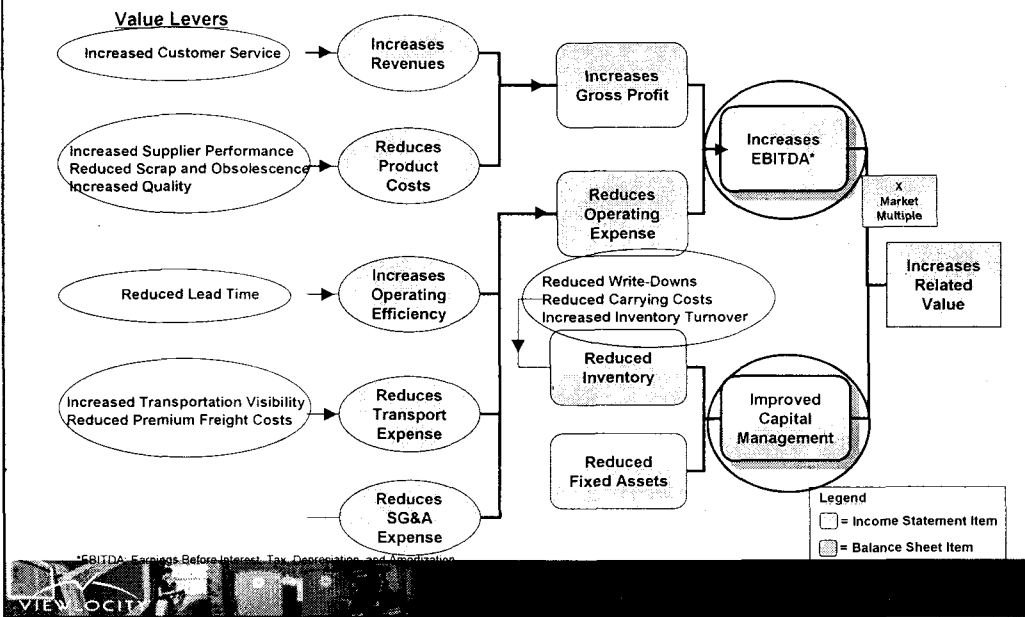 Value Levers
Increased Customer Service
Increases
Revenues
Increases
Gross Profit
Increases
EBITDA*
Increased Supplier Performance
Reduced Scrap and Obsolescence
Increased Quality
Reduces
Product
Costs
Reduces
Operating
Expense
X
Market
Multiple
Increases
Related
Value
Reduced Lead Time
Increases
Operating
Efficiency
Reduced Write-Downs
Reduced Carrying Costs
Increased Inventory Turnover
Reduced
Inventory
Increased Transportation Visibility
Reduced Premium Freight Costs
Reduces
Transport
Expense
Improved
Capital
Management
Reduced
Fixed Assets
Reduces
SG&A
Expense
Legend
= Income Statement Item
= Balance Sheet Item
*EBITDA: Earnings Before Interest, Tax, Depreciation, and Amortization
VIEWLOCITY